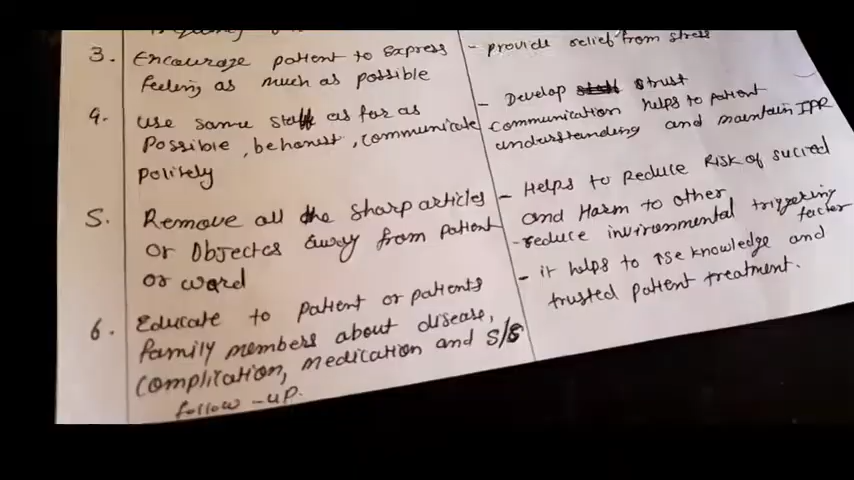 3. Encourage patient to express
feeling as much as possible
- provide relief from stress
4. use same staff as far as
possible, be honest, communicate
politely
- Develop trust
communication helps to patient
understanding and maintain IPR
5. Remove all the sharp articles
or objectes away from patient
or ward
- Helps to Reduce Risk of sucied
and Harm to other
- reduce invironmental triggering
factor
6. Educate to patient or patients
family members about disease,
complication, medication and S/S
follow-up.
- it helps to ↑se knowledge and
trusted patient treatment.